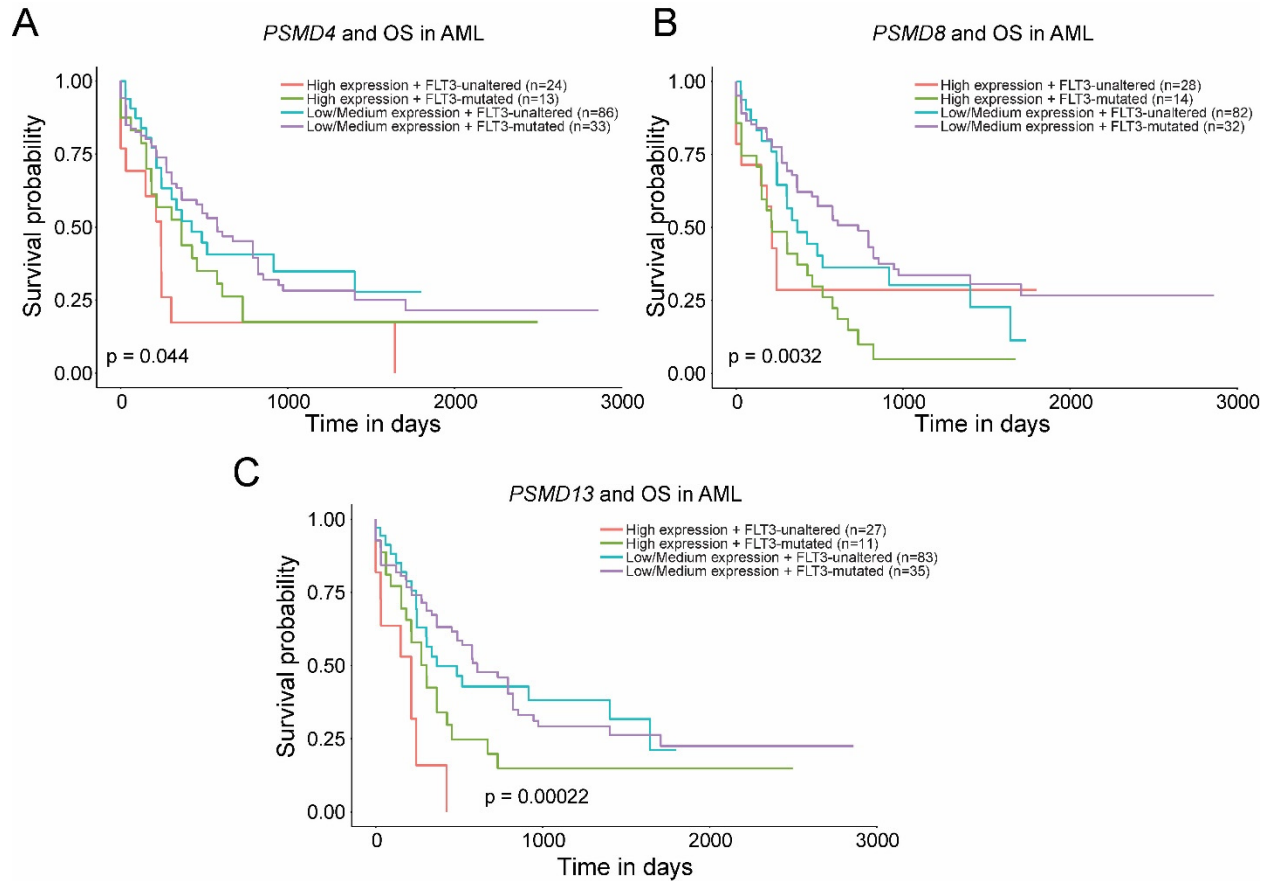 A
PSMD4 and OS in AML
High expression + FLT3-unaltered (n=24)
High expression + FLT3-mutated (n=13)
Low/Medium expression + FLT3-unaltered (n=86)
Low/Medium expression + FLT3-mutated (n=33)
Survival probability
1.00
0.75
0.50
0.25
0.00
p = 0.044
0
1000
2000
3000
Time in days
B
PSMD8 and OS in AML
High expression + FLT3-unaltered (n=28)
High expression + FLT3-mutated (n=14)
Low/Medium expression + FLT3-unaltered (n=82)
Low/Medium expression + FLT3-mutated (n=32)
Survival probability
1.00
0.75
0.50
0.25
0.00
p = 0.0032
0
1000
2000
3000
Time in days
C
PSMD13 and OS in AML
High expression + FLT3-unaltered (n=27)
High expression + FLT3-mutated (n=11)
Low/Medium expression + FLT3-unaltered (n=83)
Low/Medium expression + FLT3-mutated (n=35)
Survival probability
1.00
0.75
0.50
0.25
0.00
p = 0.00022
0
1000
2000
3000
Time in days